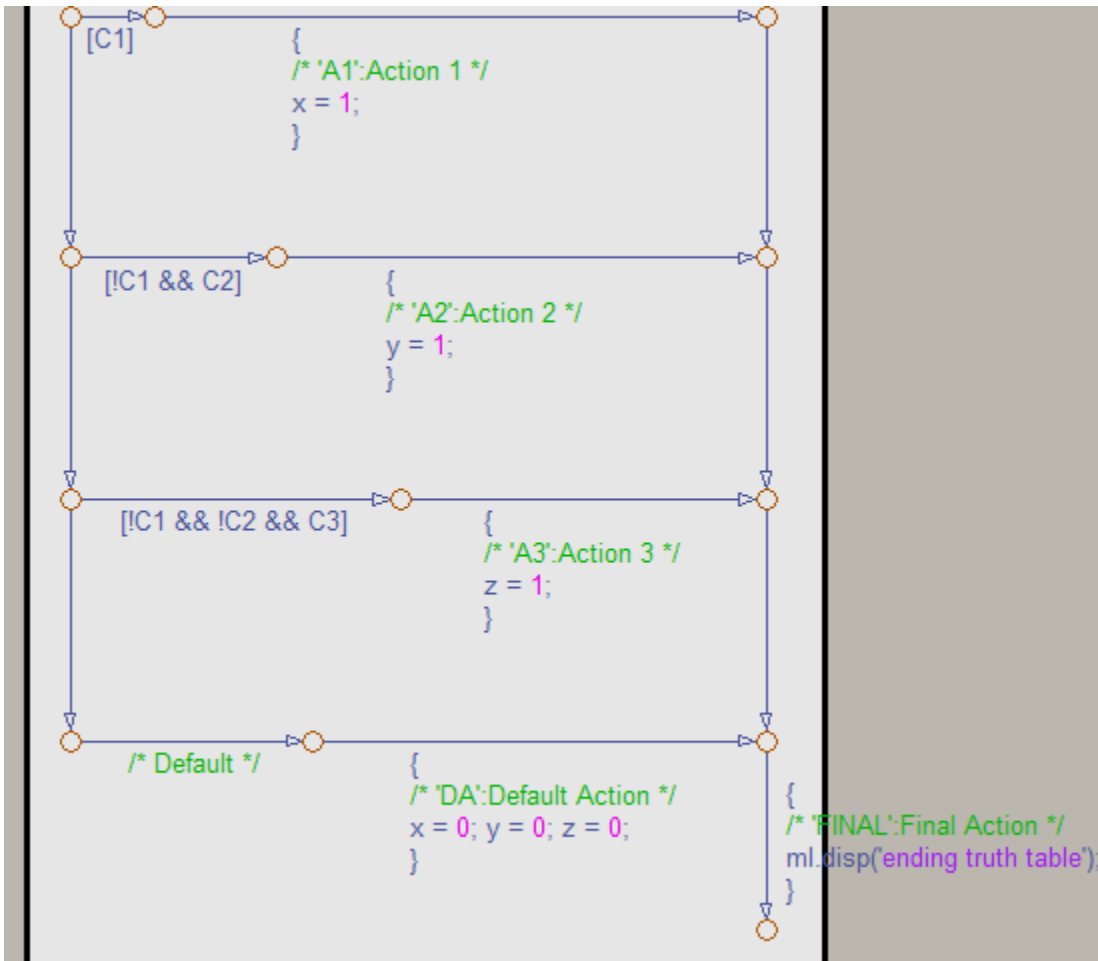 [C1]
{
/* 'A1':Action 1 */
x = 1;
}
[!C1 && C2]
{
/* 'A2':Action 2 */
y = 1;
}
[!C1 && !C2 && C3]
{
/* 'A3':Action 3 */
z = 1;
}
/* Default */
{
/* 'DA':Default Action */
x = 0; y = 0; z = 0;
}
{
/* 'FINAL':Final Action */
ml.disp('ending truth table');
}